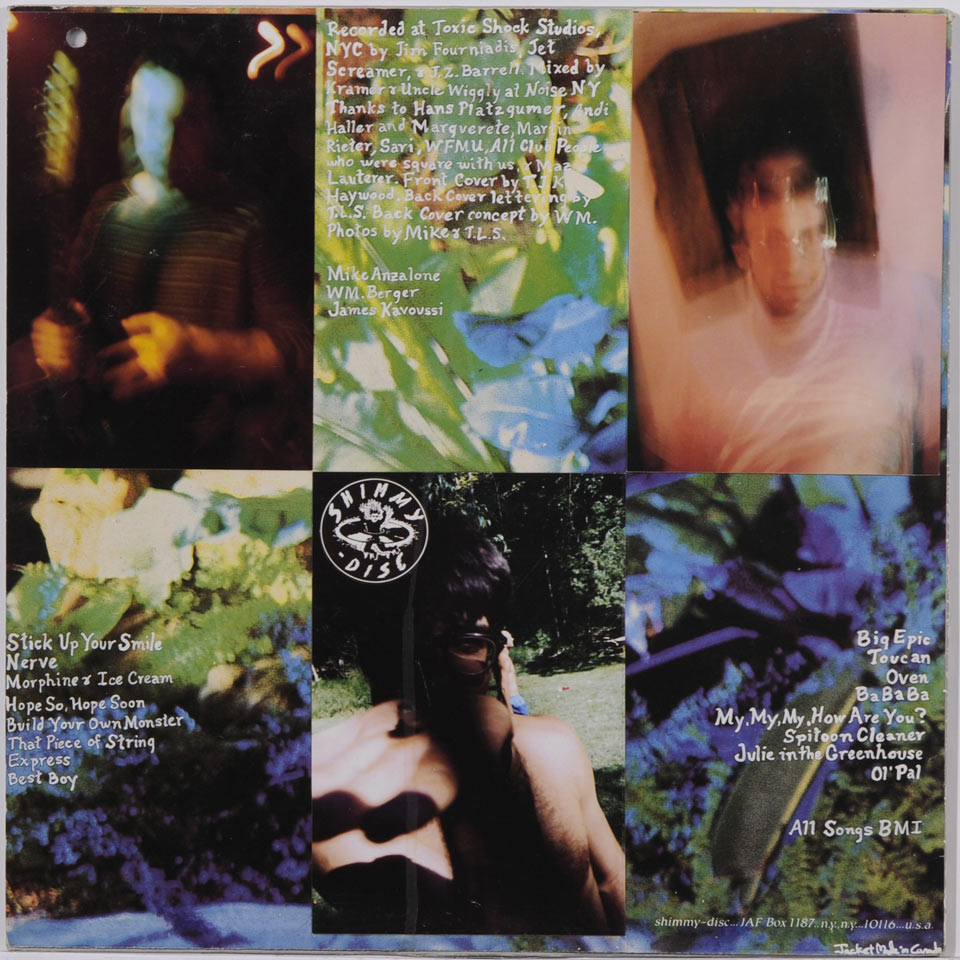 Recorded at Toxic Shock Studios,
NYC by Jim Fourniadis, Jet
Screamer, & J.Z. Barrell. Mixed by
Kramer & Uncle Wiggly at Noise NY
Thanks to Hans Platzgumer, Andi
Haller and Marguerete, Martin
Rieter, Sari, WFMU, All Club People
who were square with us, & Maz
Lauterer. Front Cover by T.J.K.
Haywood. Back Cover lettering by
T.L.S. Back Cover concept by WM.
Photos by Mike & T.L.S.
Mike Anzalone
WM. Berger
James Kavoussi
SHIMMY
-DISC
Stick Up Your Smile
Nerve
Morphine & Ice Cream
Hope So, Hope Soon
Build Your Own Monster
That Piece of String
Express
Best Boy
Big Epic
Toucan
Oven
BaBaBa
My, My, My, How Are You?
Spitoon Cleaner
Julie in the Greenhouse
Ol' Pal
All Songs BMI
shimmy-disc...JAF Box 1187..n.y.,n.y...10116...u.s.a.
Jacket Made in Canada